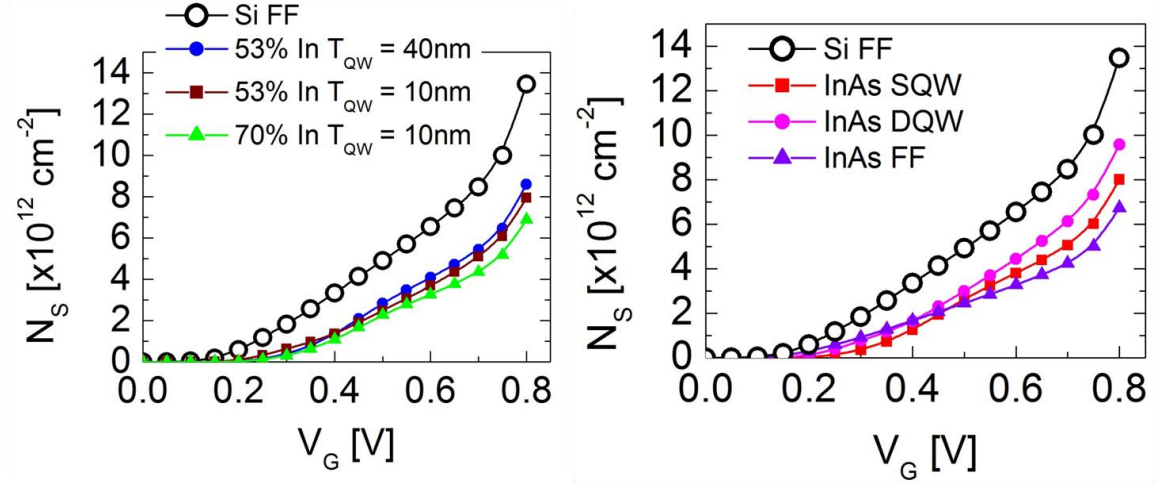 Si FF
53% In T_QW = 40nm
53% In T_QW = 10nm
70% In T_QW = 10nm
14
12
10
8
6
4
2
0
N_S [x10^12 cm^-2]
0.0 0.2 0.4 0.6 0.8
V_G [V]
Si FF
InAs SQW
InAs DQW
InAs FF
14
12
10
8
6
4
2
0
N_S [x10^12 cm^-2]
0.0 0.2 0.4 0.6 0.8
V_G [V]